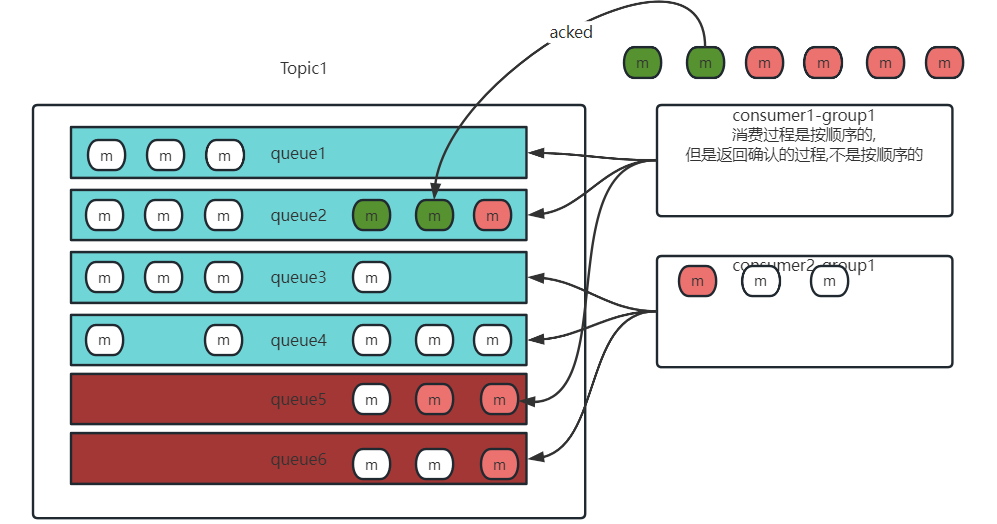 acked
m m m m m m
Topic1
consumer1-group1
消费过程是按顺序的,
但是返回确认的过程,不是按顺序的
m m m queue1
m m m queue2 m m m
m m m queue3 m
m m queue4 m m m
queue5 m m m
queue6 m m m
consumer2-group1
m m m